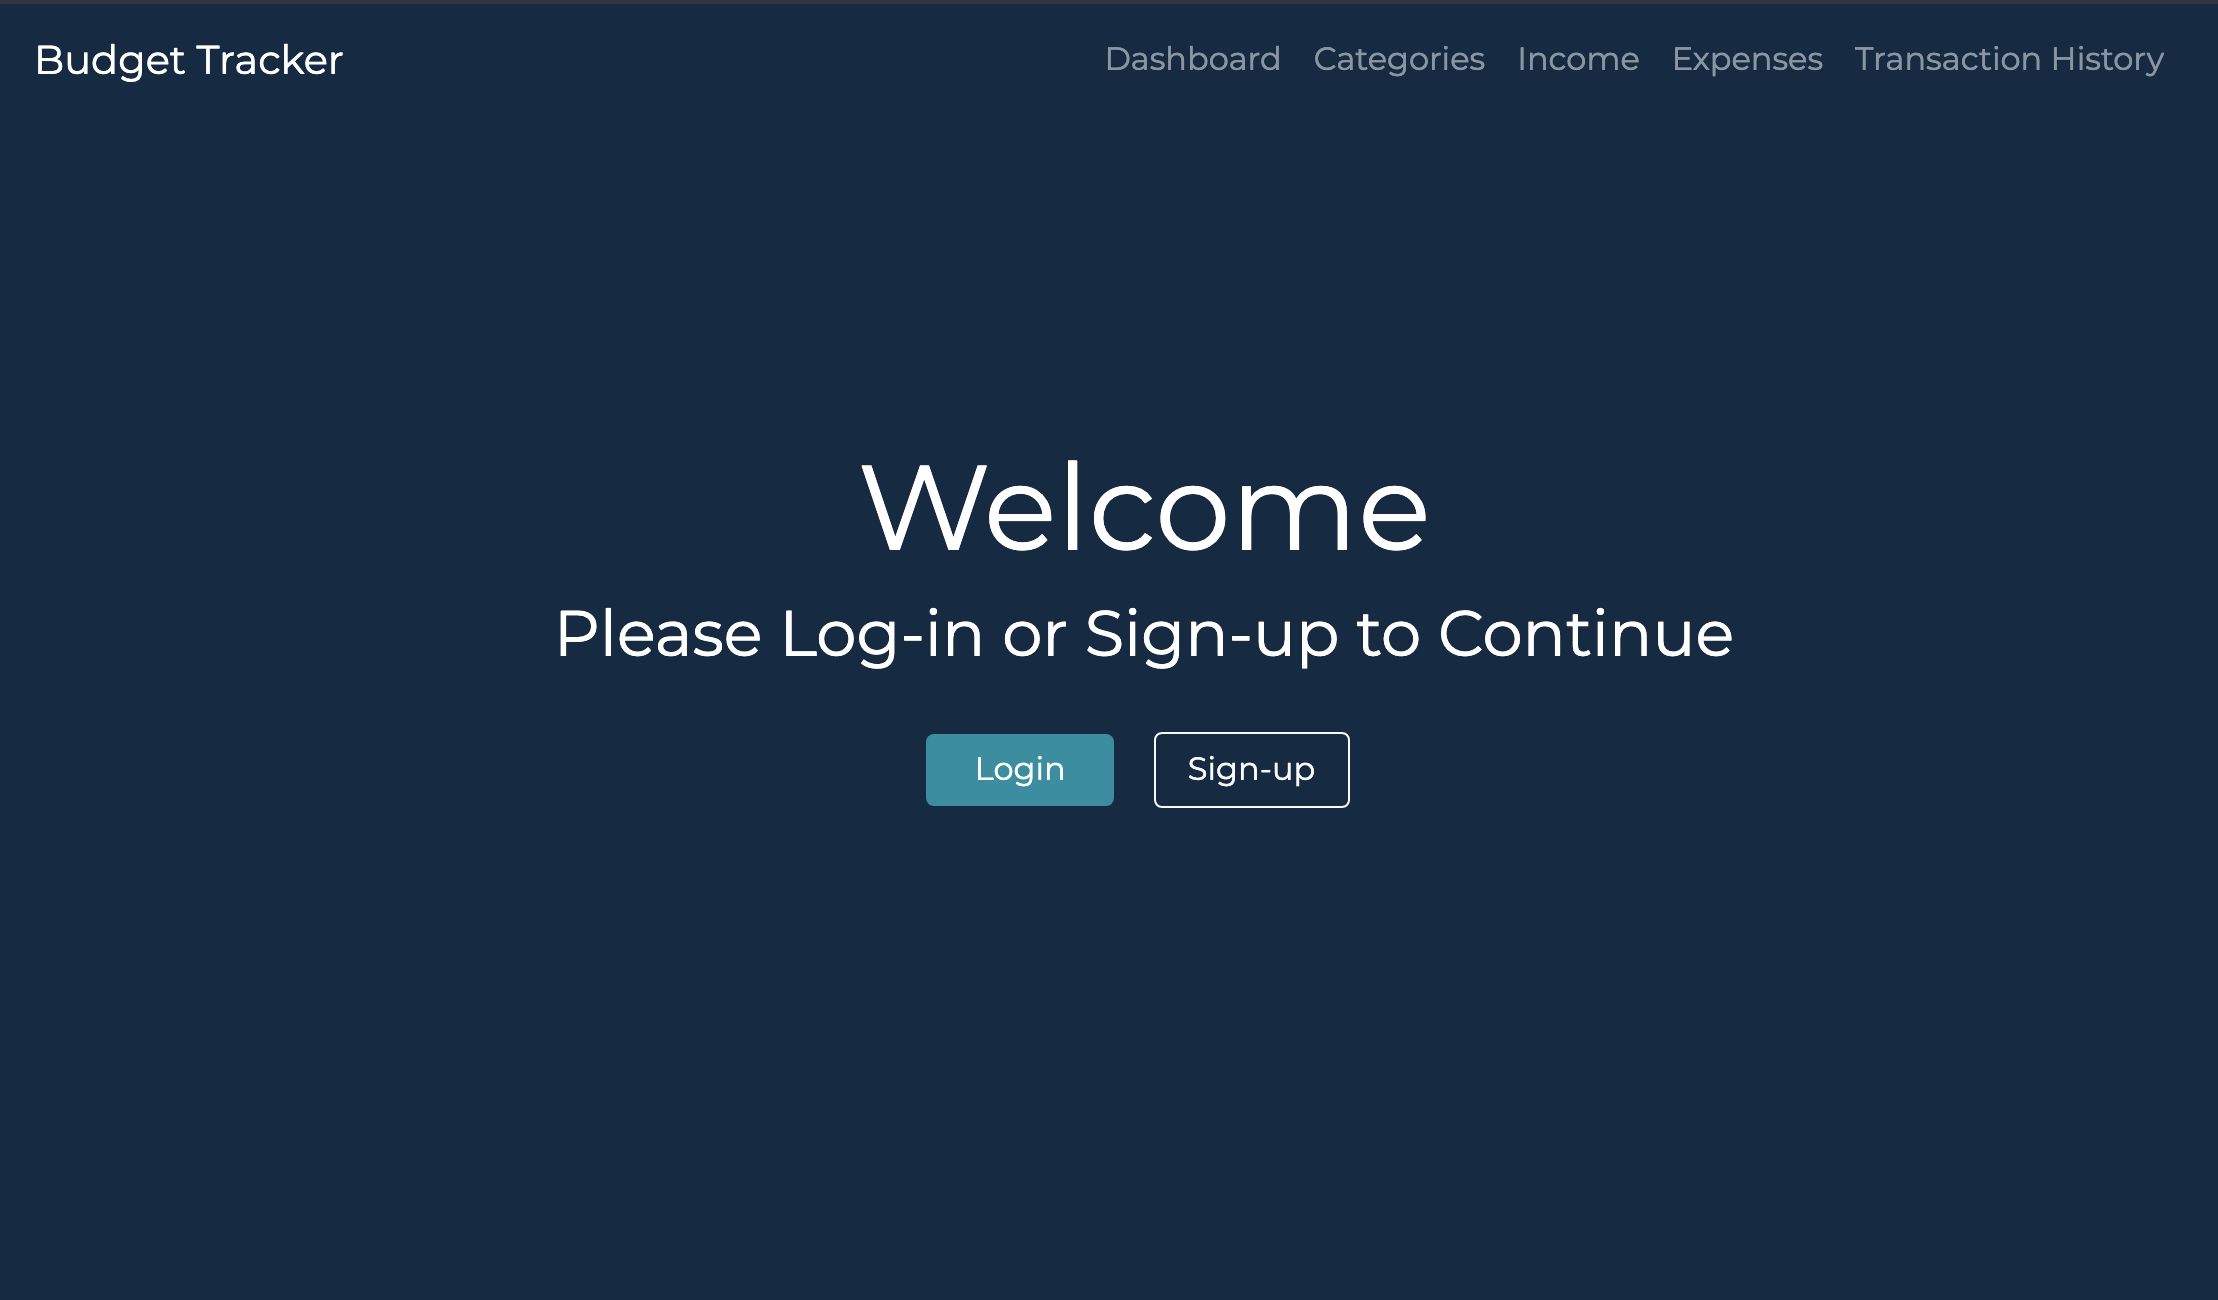 Budget Tracker Dashboard Categories Income Expenses Transaction History
Welcome
Please Log-in or Sign-up to Continue
Login Sign-up